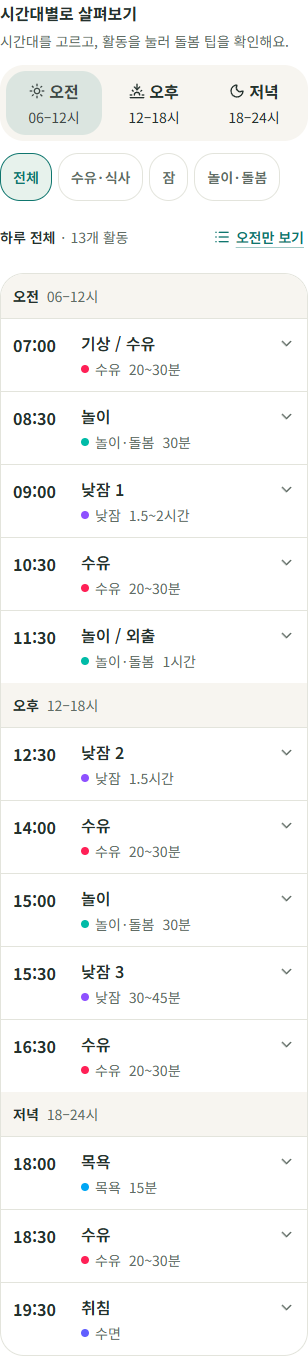 시간대별로 살펴보기
시간대를 고르고, 활동을 눌러 돌봄 팁을 확인해요.
오전 오후 저녁
06–12시 12–18시 18–24시
전체 수유·식사 잠 놀이·돌봄
하루 전체 · 13개 활동 오전만 보기
오전 06–12시
07:00 기상 / 수유
수유 20~30분
08:30 놀이
놀이·돌봄 30분
09:00 낮잠 1
낮잠 1.5~2시간
10:30 수유
수유 20~30분
11:30 놀이 / 외출
놀이·돌봄 1시간
오후 12–18시
12:30 낮잠 2
낮잠 1.5시간
14:00 수유
수유 20~30분
15:00 놀이
놀이·돌봄 30분
15:30 낮잠 3
낮잠 30~45분
16:30 수유
수유 20~30분
저녁 18–24시
18:00 목욕
목욕 15분
18:30 수유
수유 20~30분
19:30 취침
수면